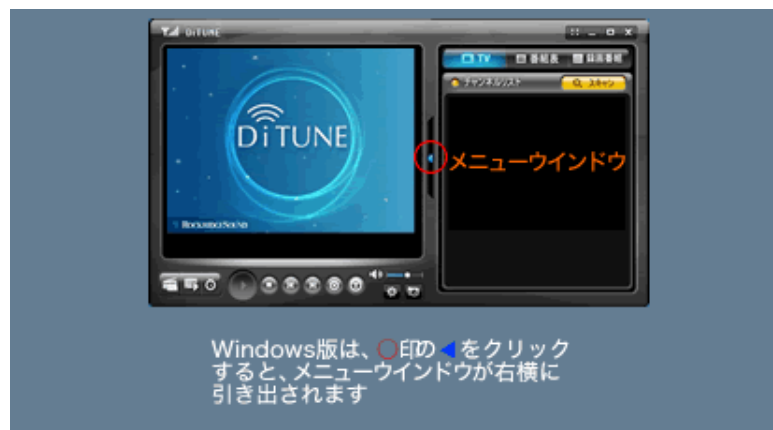 DiTUNE
TV
番組表
録画番組
チャンネルリスト
スキャン
DiTUNE
メニューウインドウ
Windows版は、○印の◀をクリック
すると、メニューウインドウが右横に
引き出されます